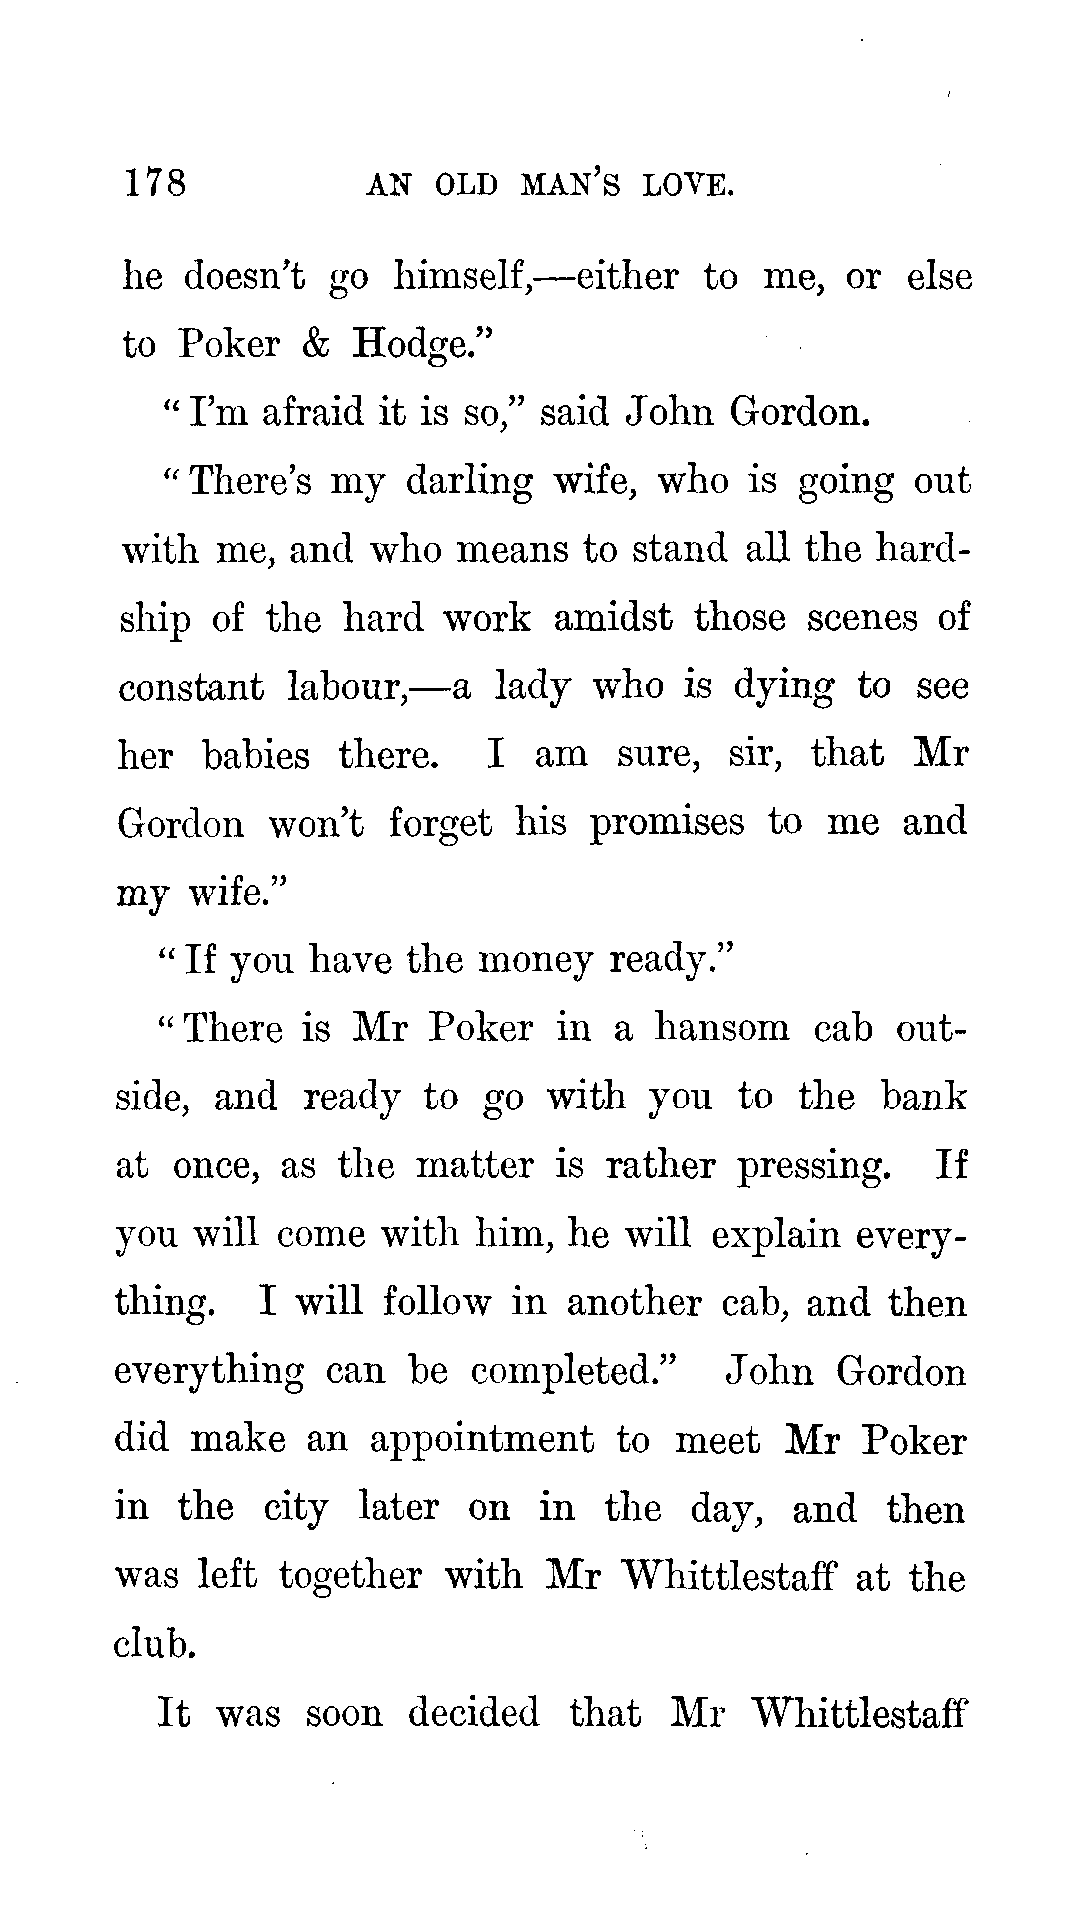 178 AN OLD MAN'S LOVE.
he doesn't go himself,—either to me, or else
to Poker & Hodge.”
“I'm afraid it is so,” said John Gordon.
“There's my darling wife, who is going out
with me, and who means to stand all the hard-
ship of the hard work amidst those scenes of
constant labour,—a lady who is dying to see
her babies there. I am sure, sir, that Mr
Gordon won't forget his promises to me and
my wife.”
“If you have the money ready.”
“There is Mr Poker in a hansom cab out-
side, and ready to go with you to the bank
at once, as the matter is rather pressing. If
you will come with him, he will explain every-
thing. I will follow in another cab, and then
everything can be completed.” John Gordon
did make an appointment to meet Mr Poker
in the city later on in the day, and then
was left together with Mr Whittlestaff at the
club.
It was soon decided that Mr Whittlestaff